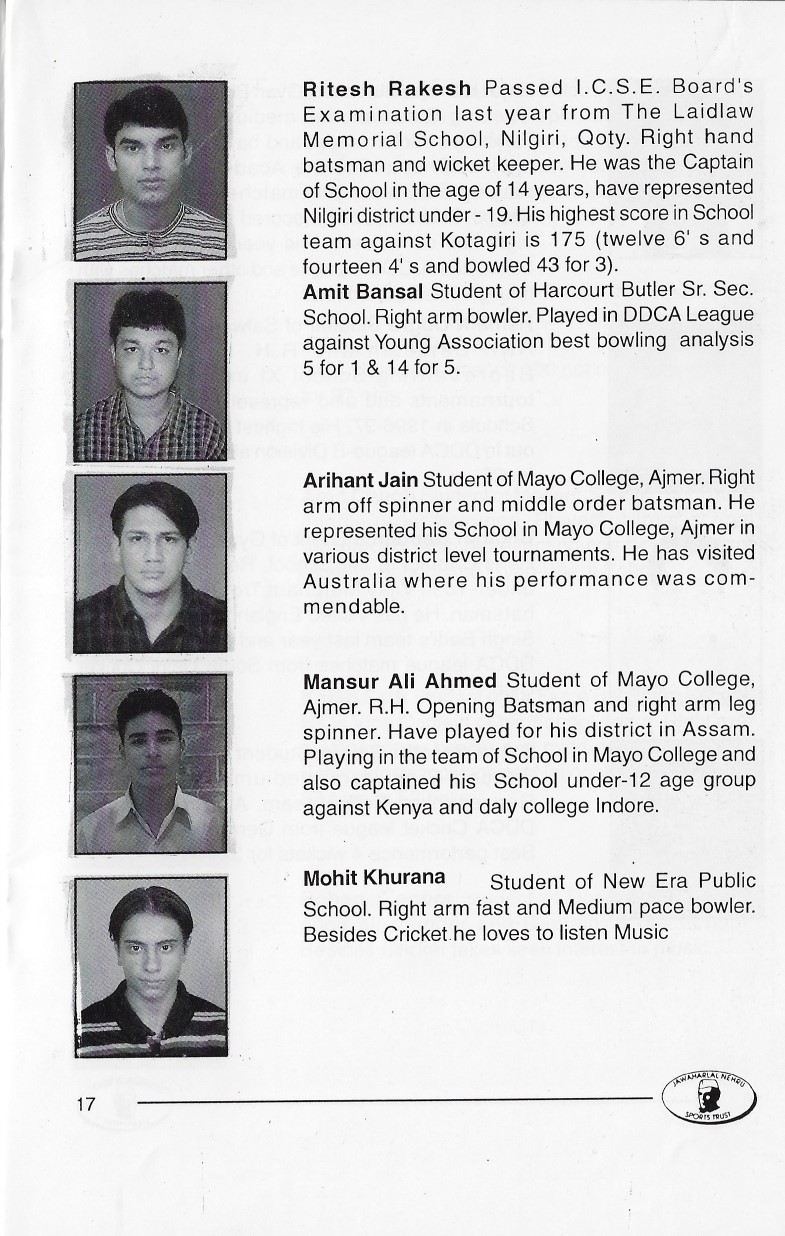 Ritesh Rakesh Passed I.C.S.E. Board's
Examination last year from The Laidlaw
Memorial School, Nilgiri, Qoty. Right hand
batsman and wicket keeper. He was the Captain
of School in the age of 14 years, have represented
Nilgiri district under - 19. His highest score in School
team against Kotagiri is 175 (twelve 6' s and
fourteen 4' s and bowled 43 for 3).
Amit Bansal Student of Harcourt Butler Sr. Sec.
School. Right arm bowler. Played in DDCA League
against Young Association best bowling analysis
5 for 1 & 14 for 5.
Arihant Jain Student of Mayo College, Ajmer. Right
arm off spinner and middle order batsman. He
represented his School in Mayo College, Ajmer in
various district level tournaments. He has visited
Australia where his performance was com-
mendable.
Mansur Ali Ahmed Student of Mayo College,
Ajmer. R.H. Opening Batsman and right arm leg
spinner. Have played for his district in Assam.
Playing in the team of School in Mayo College and
also captained his School under-12 age group
against Kenya and daly college Indore.
Mohit Khurana Student of New Era Public
School. Right arm fast and Medium pace bowler.
Besides Cricket he loves to listen Music
17
JAWAHARLAL NEHRU
SPORTS TRUST